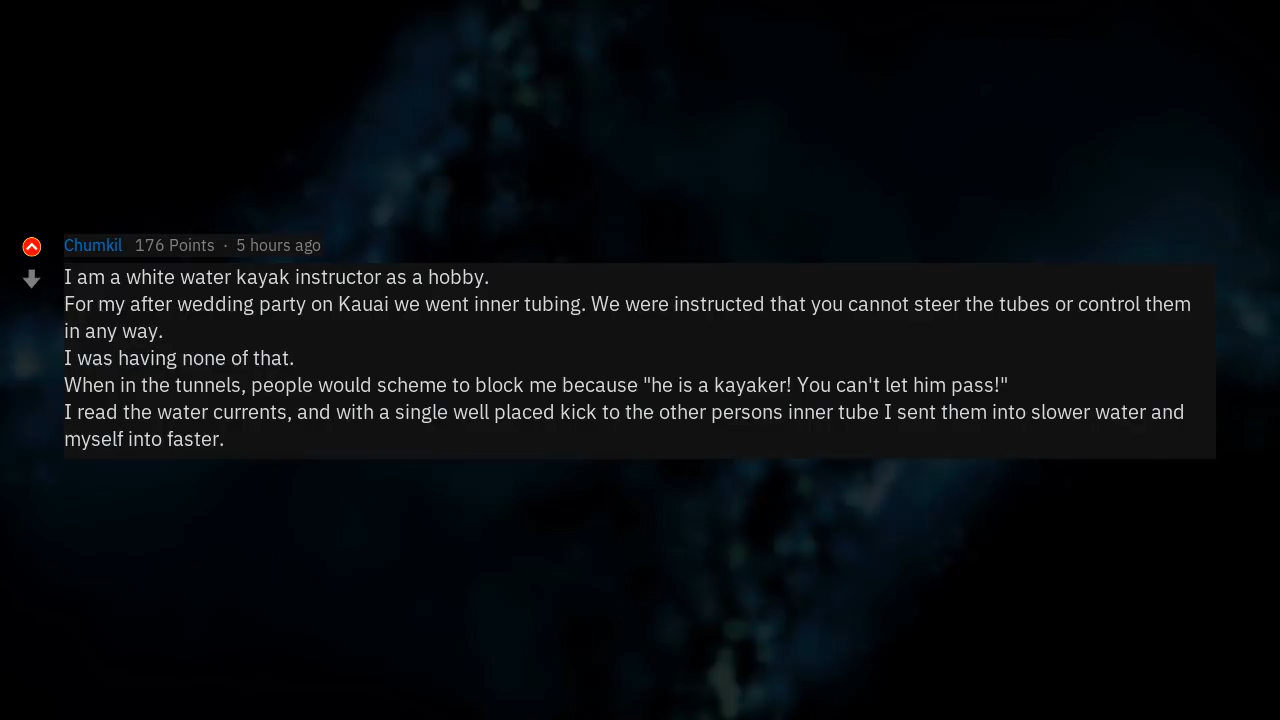 Chumkil 176 Points · 5 hours ago
I am a white water kayak instructor as a hobby.
For my after wedding party on Kauai we went inner tubing. We were instructed that you cannot steer the tubes or control them
in any way.
I was having none of that.
When in the tunnels, people would scheme to block me because "he is a kayaker! You can't let him pass!"
I read the water currents, and with a single well placed kick to the other persons inner tube I sent them into slower water and
myself into faster.